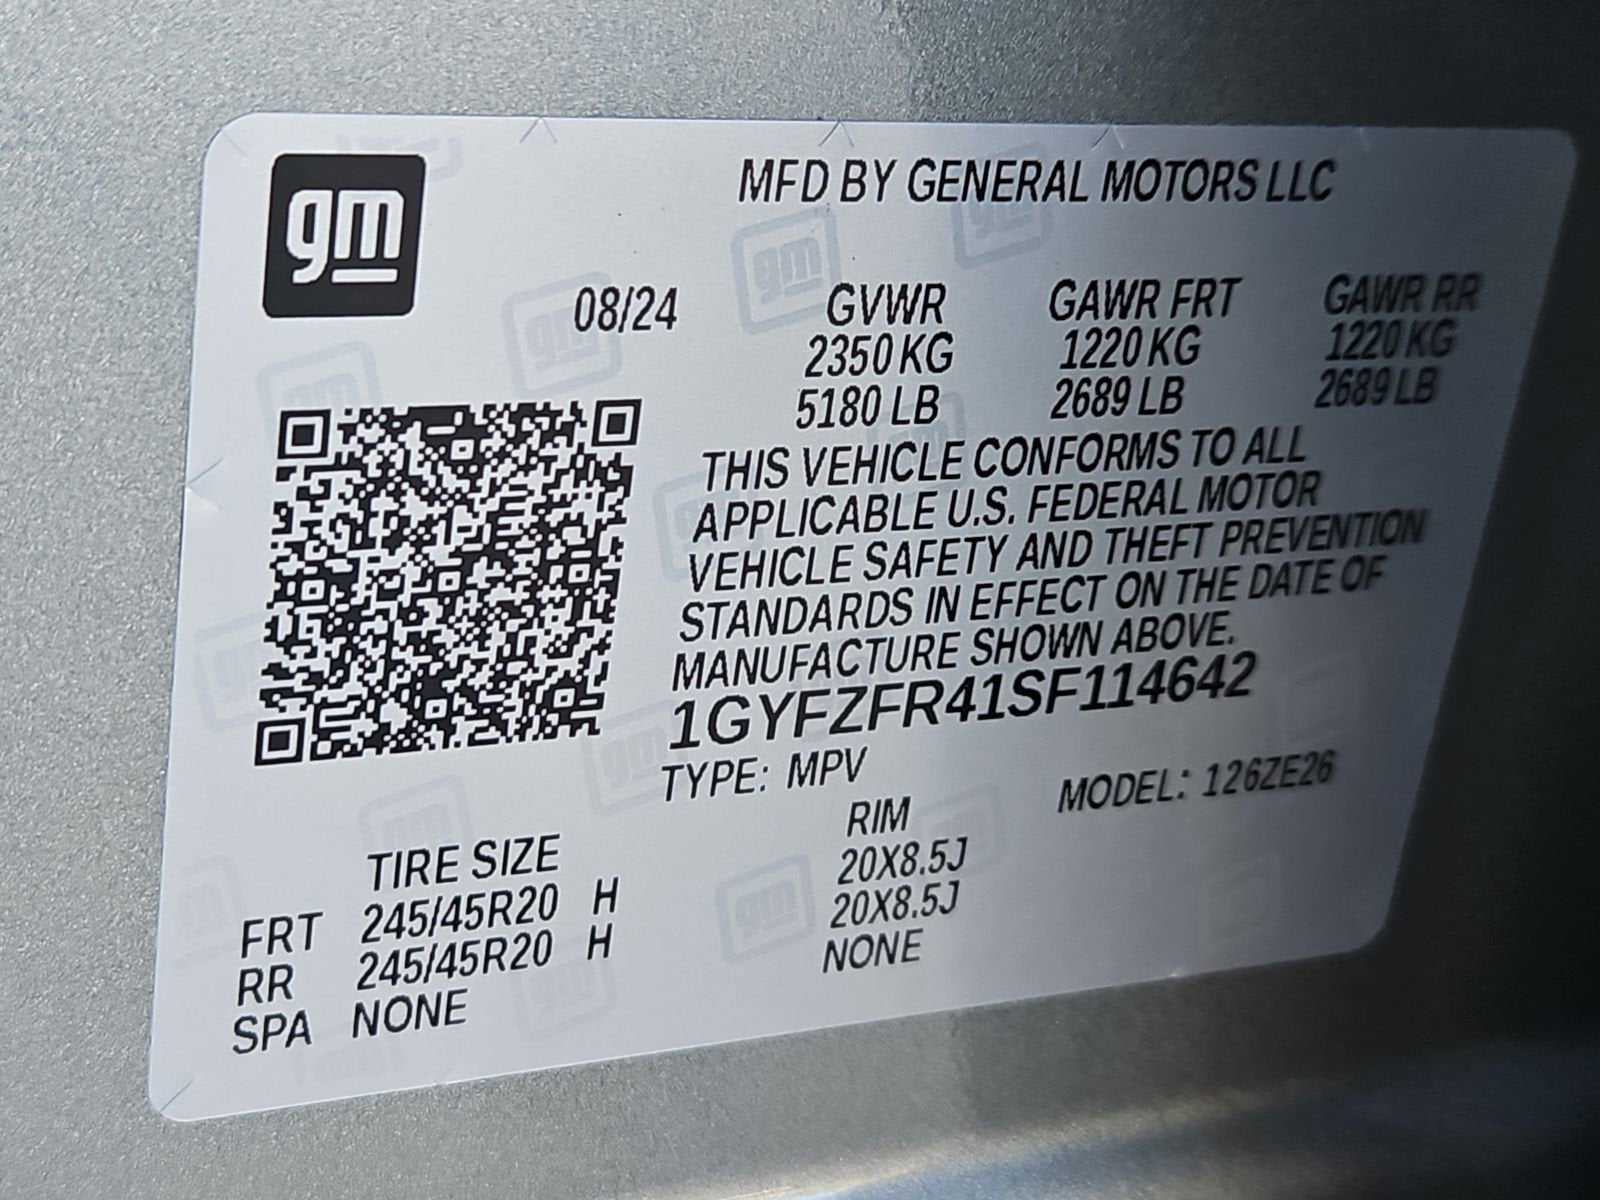 gm
MFD BY GENERAL MOTORS LLC
08/24 GVWR GAWR FRT GAWR RR
2350 KG 1220 KG 1220 KG
5180 LB 2689 LB 2689 LB
THIS VEHICLE CONFORMS TO ALL
APPLICABLE U.S. FEDERAL MOTOR
VEHICLE SAFETY AND THEFT PREVENTION
STANDARDS IN EFFECT ON THE DATE OF
MANUFACTURE SHOWN ABOVE.
1GYFZFR41SF114642
TYPE: MPV MODEL: 126ZE26
TIRE SIZE RIM
FRT 245/45R20 H 20X8.5J
RR 245/45R20 H 20X8.5J
SPA NONE NONE